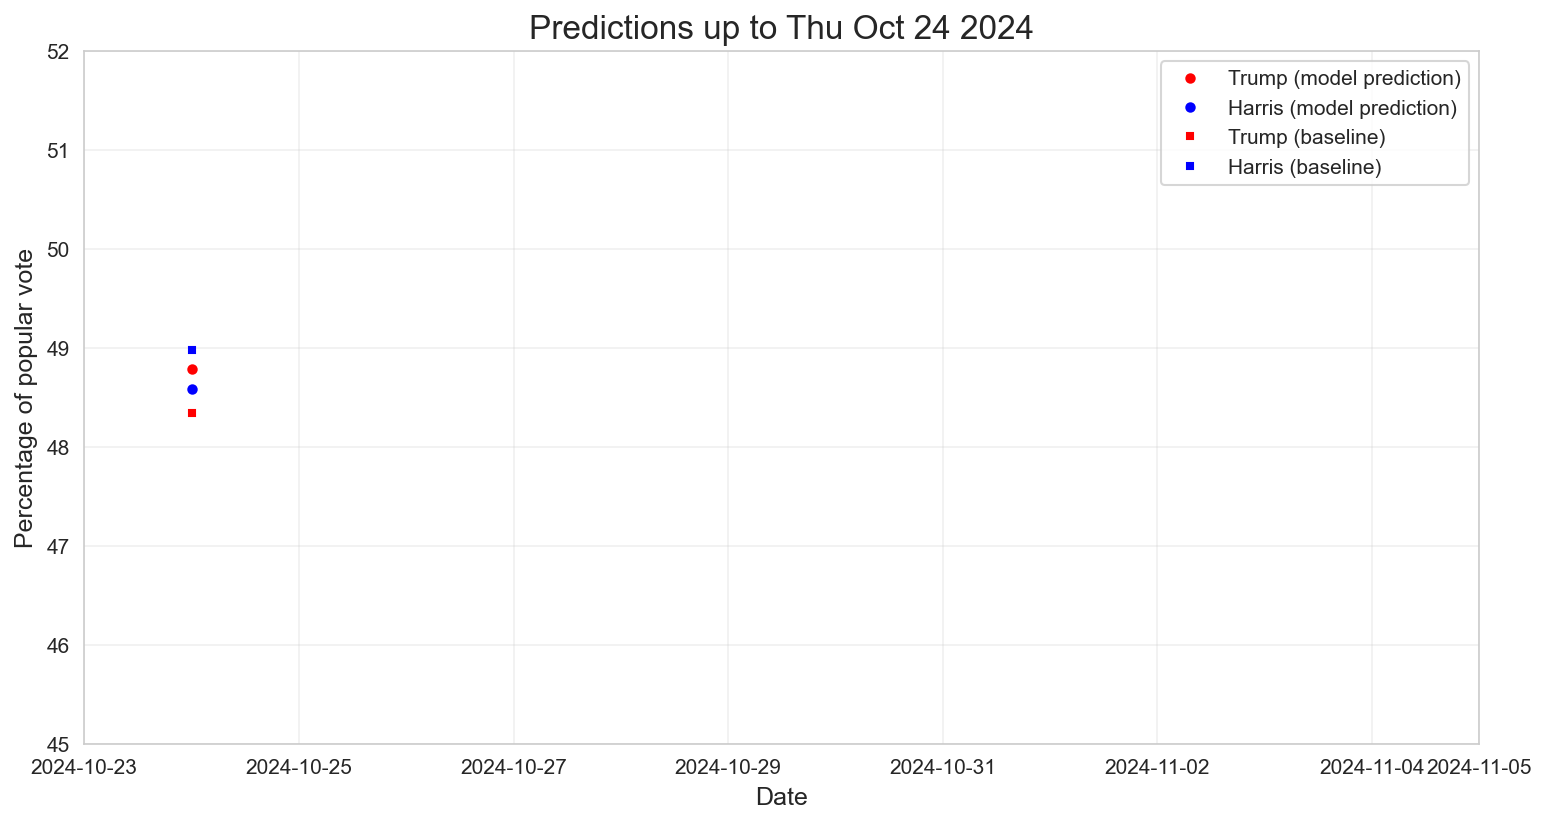 Predictions up to Thu Oct 24 2024
52
51
50
49
48
47
46
45
Percentage of popular vote
Trump (model prediction)
Harris (model prediction)
Trump (baseline)
Harris (baseline)
2024-10-23 2024-10-25 2024-10-27 2024-10-29 2024-10-31 2024-11-02 2024-11-04 2024-11-05
Date